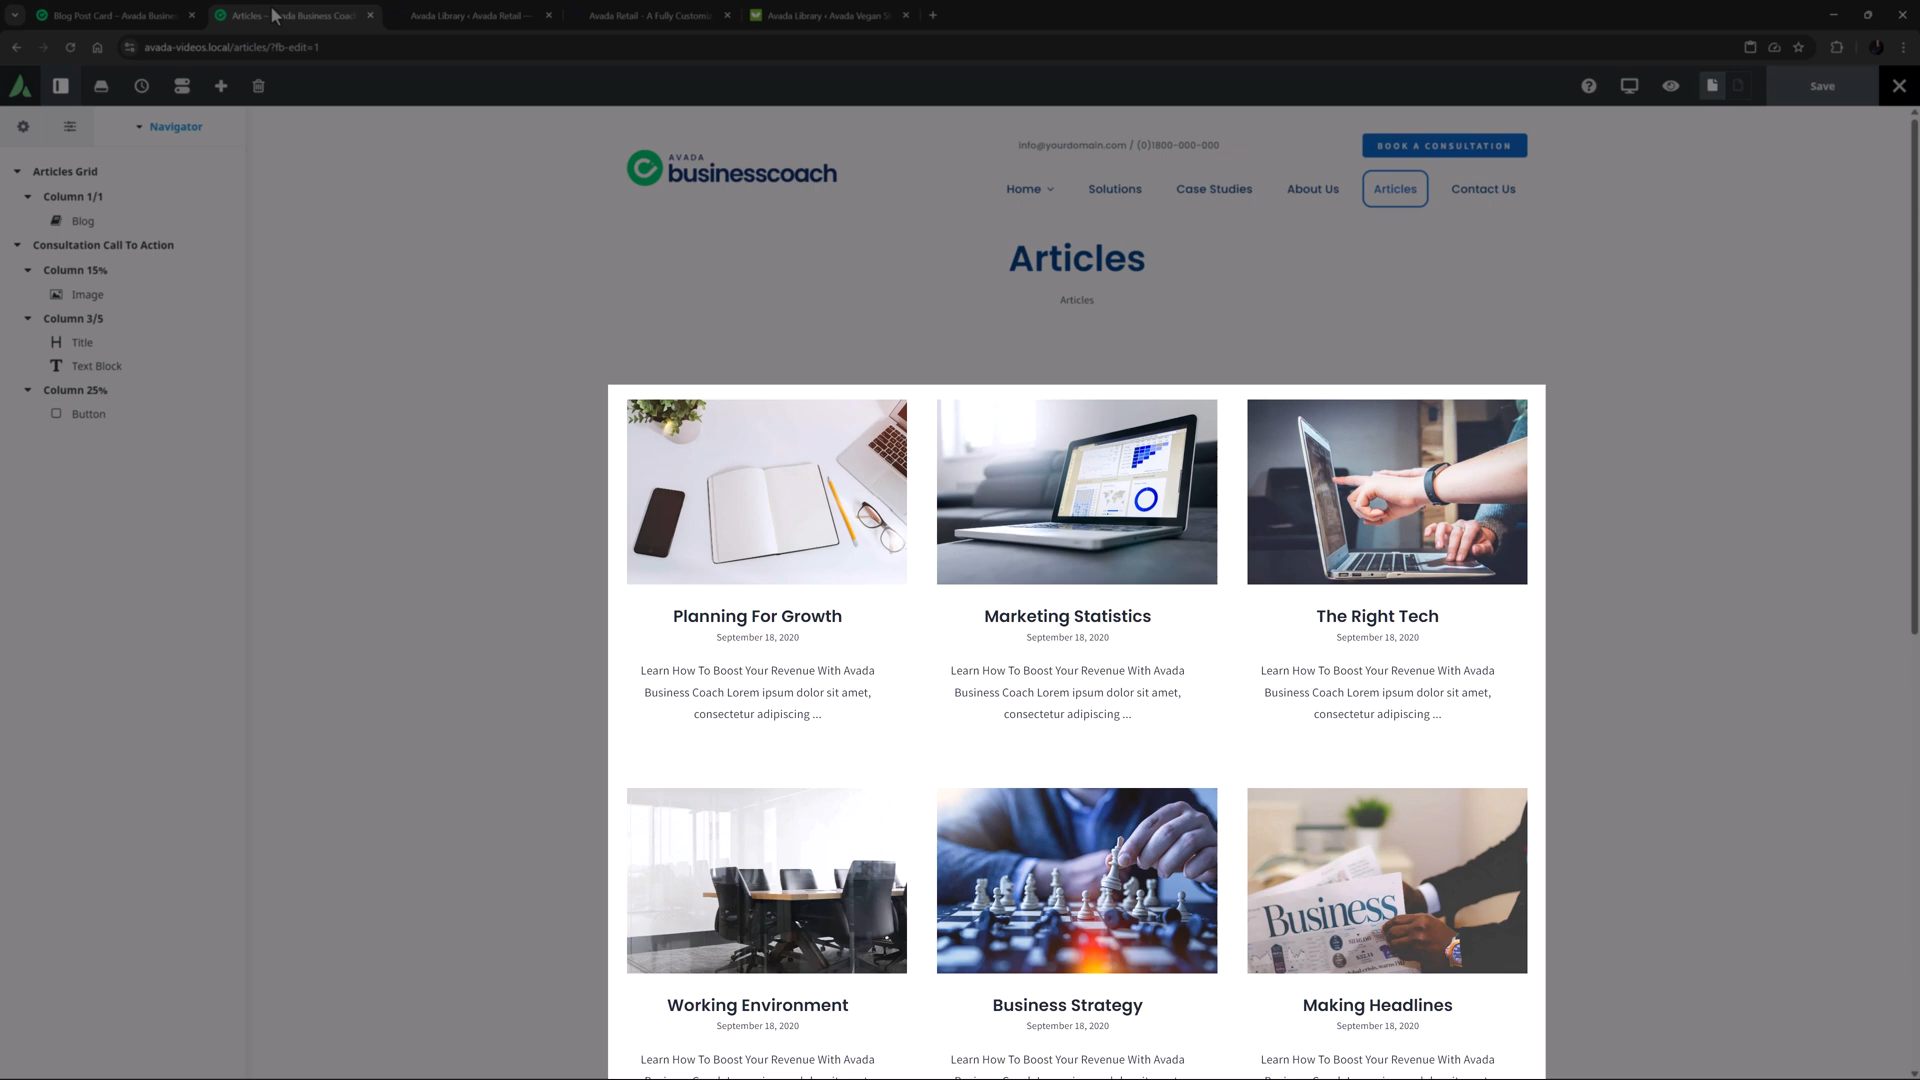 Blog Post Card – Avada Busines
Articles – Avada Business Coac
Avada Library ‹ Avada Retail —
Avada Retail - A Fully Customiz
Avada Library ‹ Avada Vegan St
avada-videos.local/articles/?fb-edit=1
Save
Navigator
Articles Grid
Column 1/1
Blog
Consultation Call To Action
Column 15%
Image
Column 3/5
Title
Text Block
Column 25%
Button
AVADA
businesscoach
info@yourdomain.com / (0)1800-000-000
BOOK A CONSULTATION
Home
Solutions
Case Studies
About Us
Articles
Contact Us
Articles
Articles
Planning For Growth
September 18, 2020
Learn How To Boost Your Revenue With Avada
Business Coach Lorem ipsum dolor sit amet,
consectetur adipiscing ...
Marketing Statistics
September 18, 2020
Learn How To Boost Your Revenue With Avada
Business Coach Lorem ipsum dolor sit amet,
consectetur adipiscing ...
The Right Tech
September 18, 2020
Learn How To Boost Your Revenue With Avada
Business Coach Lorem ipsum dolor sit amet,
consectetur adipiscing ...
Business
Working Environment
September 18, 2020
Learn How To Boost Your Revenue With Avada
Business Strategy
September 18, 2020
Learn How To Boost Your Revenue With Avada
Making Headlines
September 18, 2020
Learn How To Boost Your Revenue With Avada